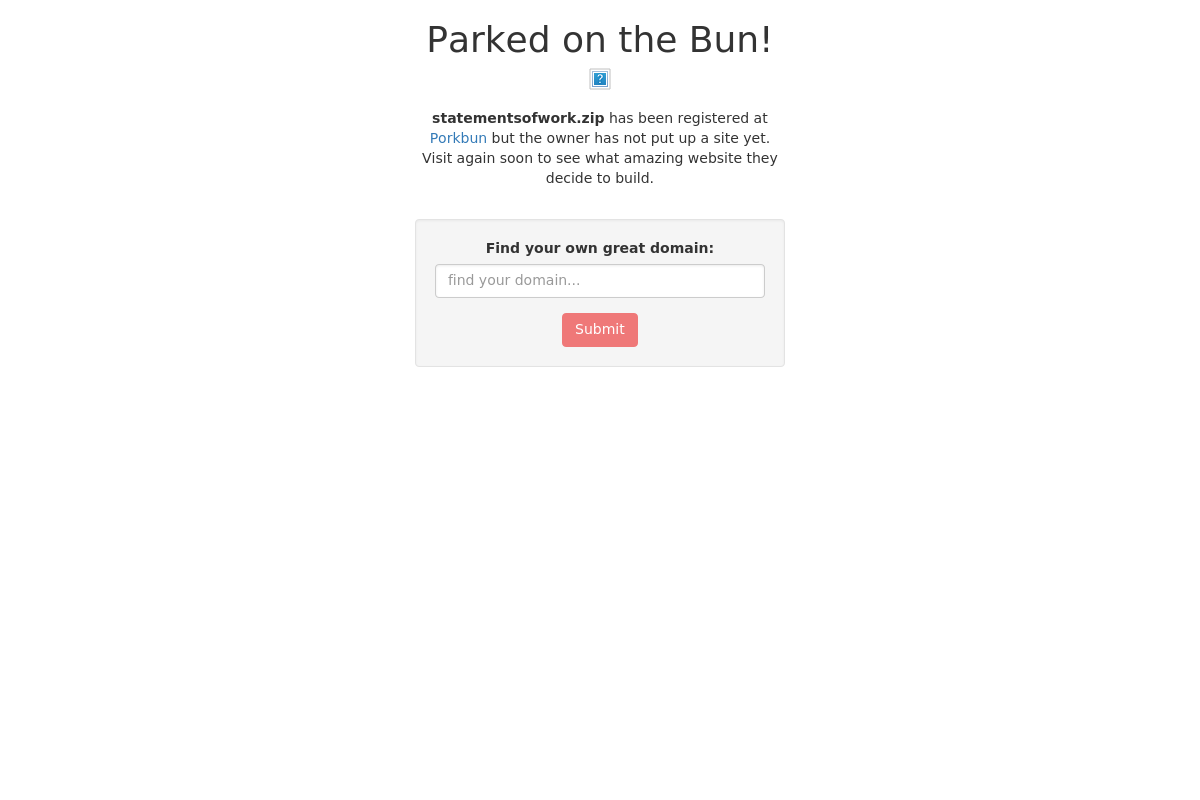 Parked on the Bun!
?
statementsofwork.zip has been registered at
Porkbun but the owner has not put up a site yet.
Visit again soon to see what amazing website they
decide to build.
Find your own great domain:
find your domain...
Submit